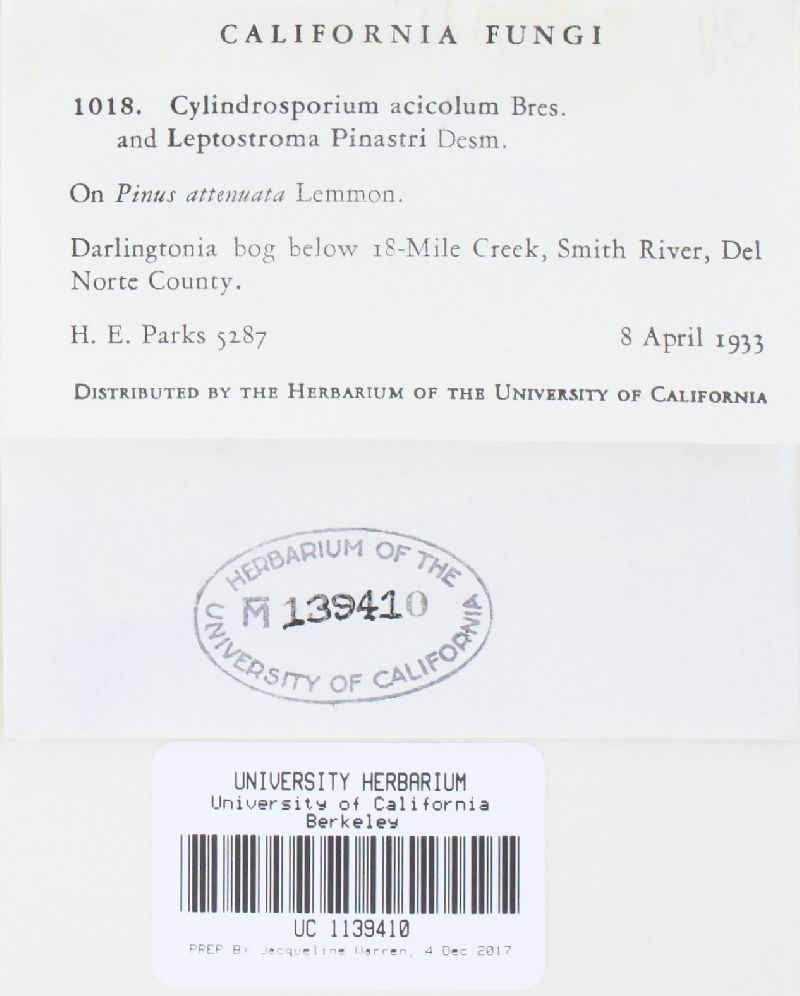 CALIFORNIA FUNGI
1018. Cylindrosporium acicolum Bres.
and Leptostroma Pinastri Desm.
On Pinus attenuata Lemmon.
Darlingtonia bog below 18-Mile Creek, Smith River, Del
Norte County.
H. E. Parks 5287 8 April 1933
DISTRIBUTED BY THE HERBARIUM OF THE UNIVERSITY OF CALIFORNIA
HERBARIUM OF THE
M 139410
UNIVERSITY OF CALIFORNIA
UNIVERSITY HERBARIUM
University of California
Berkeley
UC 1139410
PREP BY Jacqueline Warren, 4 Dec 2017